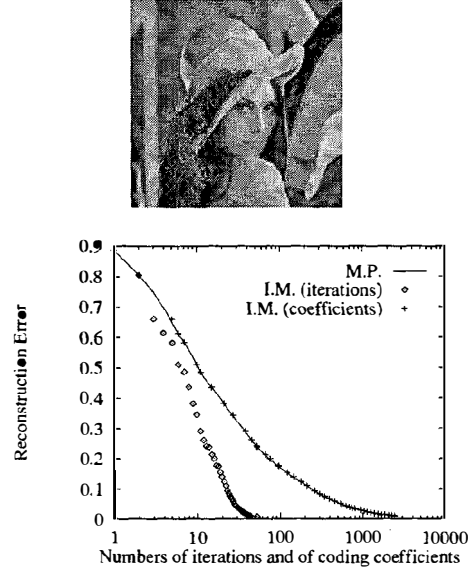 0.9
0.8
0.7
0.6
0.5
0.4
0.3
0.2
0.1
0
Reconstruction Error
M.P.
I.M. (iterations)
I.M. (coefficients)
1 10 100 1000 10000
Numbers of iterations and of coding coefficients